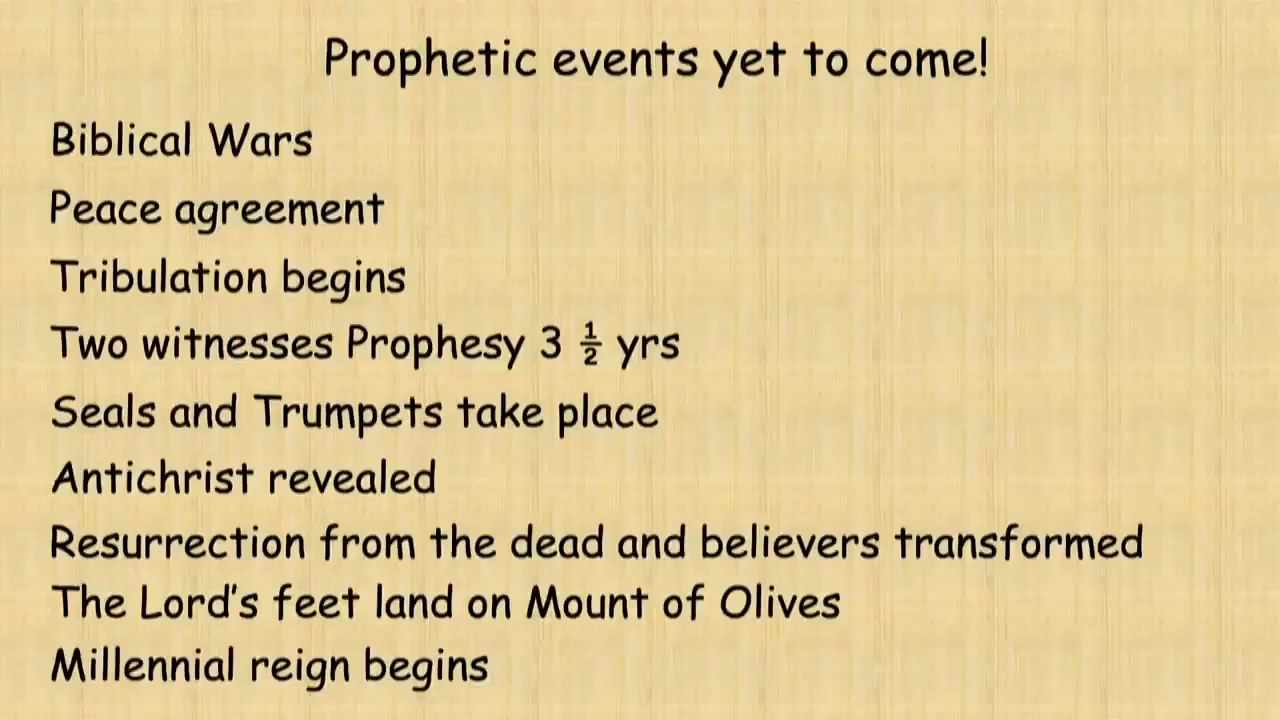 Prophetic events yet to come!
Biblical Wars
Peace agreement
Tribulation begins
Two witnesses Prophesy 3 ½ yrs
Seals and Trumpets take place
Antichrist revealed
Resurrection from the dead and believers transformed
The Lord's feet land on Mount of Olives
Millennial reign begins